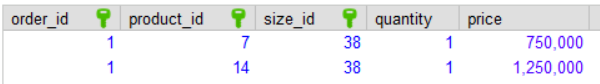 order_id product_id size_id quantity price
1 7 38 1 750,000
1 14 38 1 1,250,000